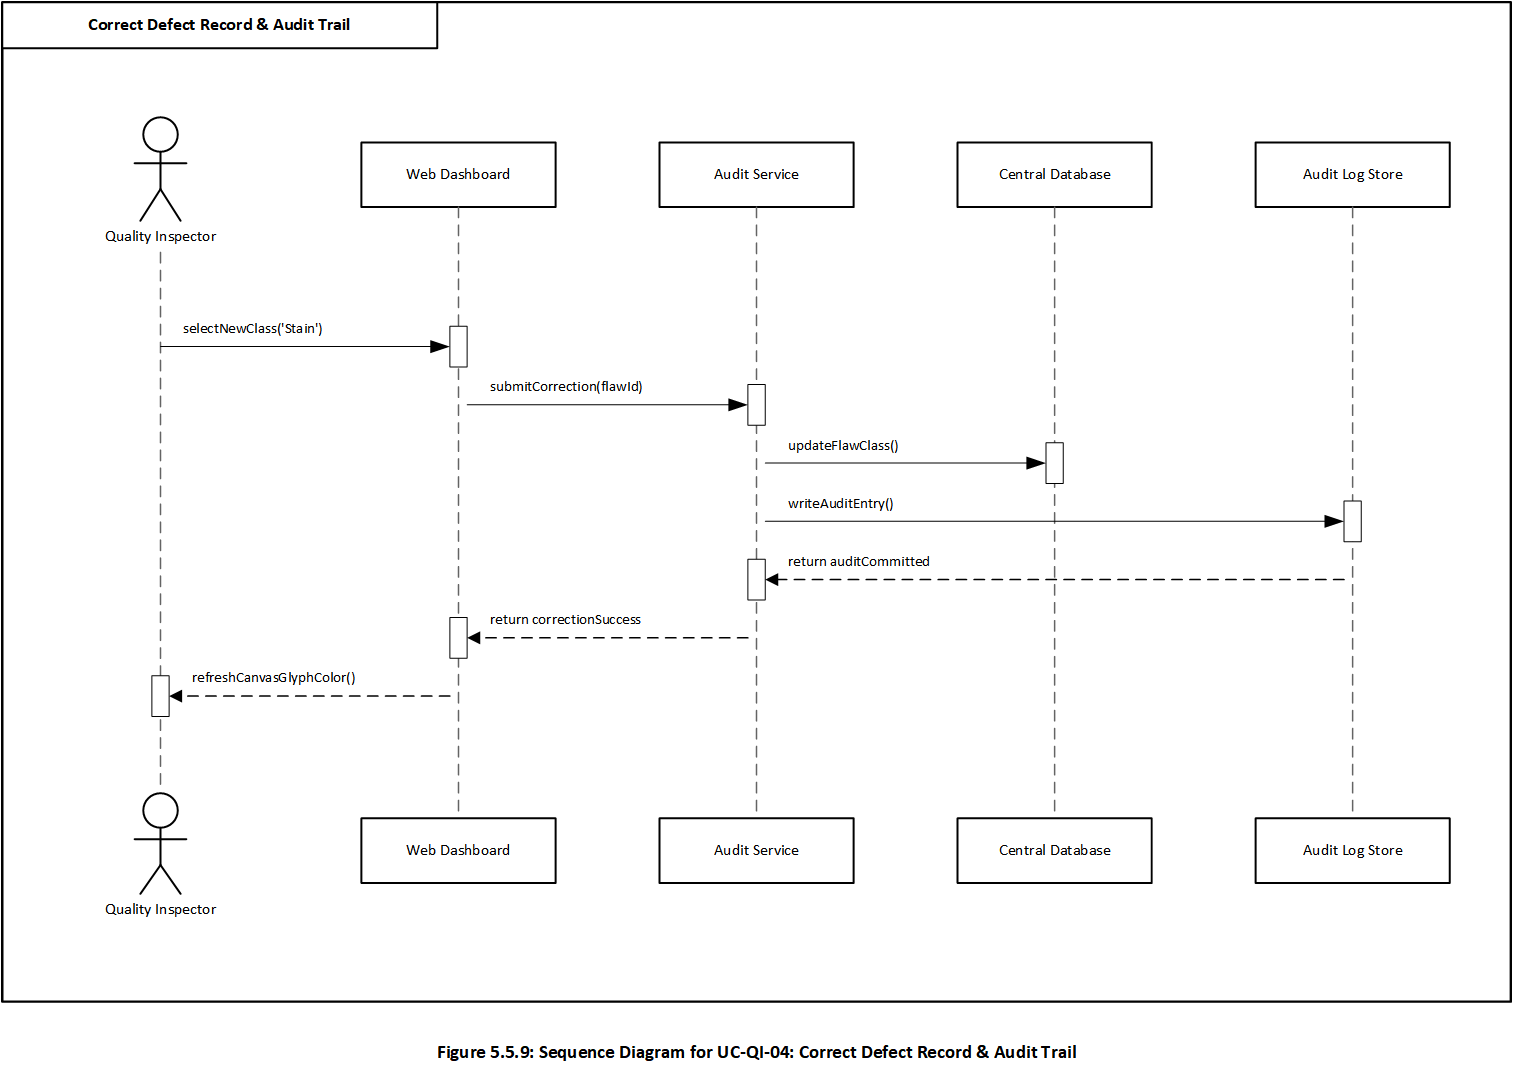 Correct Defect Record & Audit Trail
Quality Inspector
Web Dashboard
Audit Service
Central Database
Audit Log Store
selectNewClass('Stain')
submitCorrection(flawId)
updateFlawClass()
writeAuditEntry()
return auditCommitted
return correctionSuccess
refreshCanvasGlyphColor()
Quality Inspector
Web Dashboard
Audit Service
Central Database
Audit Log Store
Figure 5.5.9: Sequence Diagram for UC-QI-04: Correct Defect Record & Audit Trail